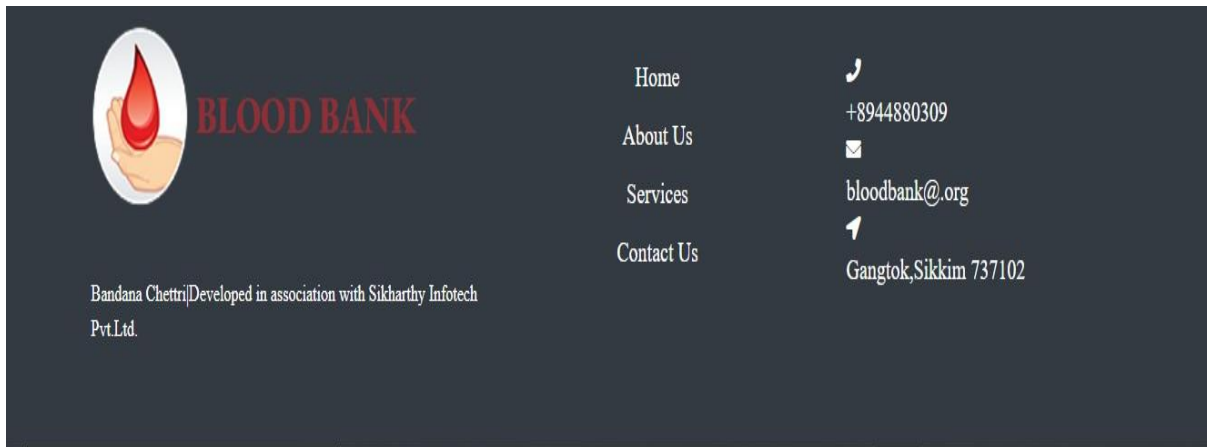 BLOOD BANK
Bandana Chettri|Developed in association with Sikharthy Infotech
Pvt.Ltd.
Home
About Us
Services
Contact Us
+8944880309
bloodbank@.org
Gangtok,Sikkim 737102